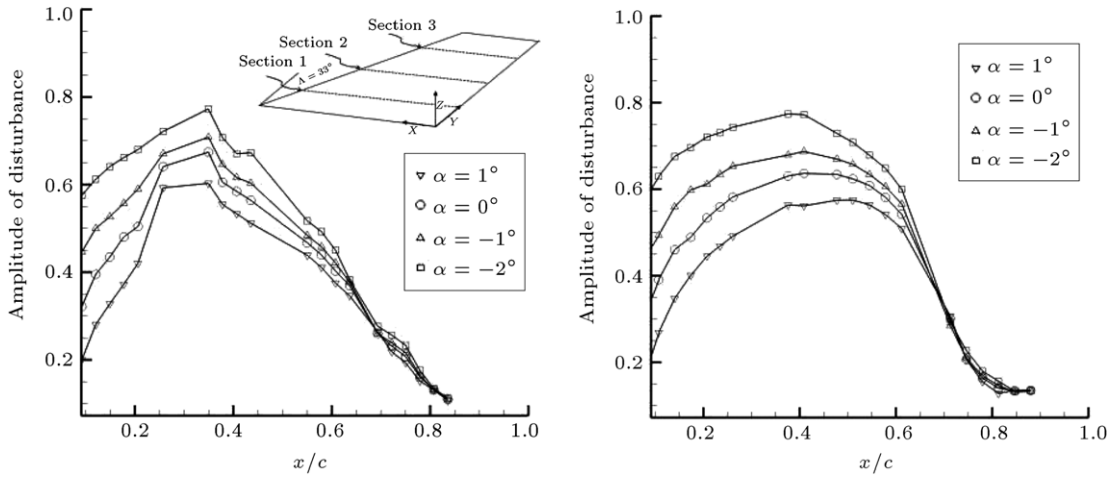 Amplitude of disturbance
1.0
0.8
0.6
0.4
0.2
0.2
0.4
0.6
0.8
1.0
x/c
Section 3
Section 2
Section 1
Λ = 33°
Z
X
Y
α = 1°
α = 0°
α = −1°
α = −2°
Amplitude of disturbance
1.0
0.8
0.6
0.4
0.2
0.2
0.4
0.6
0.8
1.0
x/c
α = 1°
α = 0°
α = −1°
α = −2°